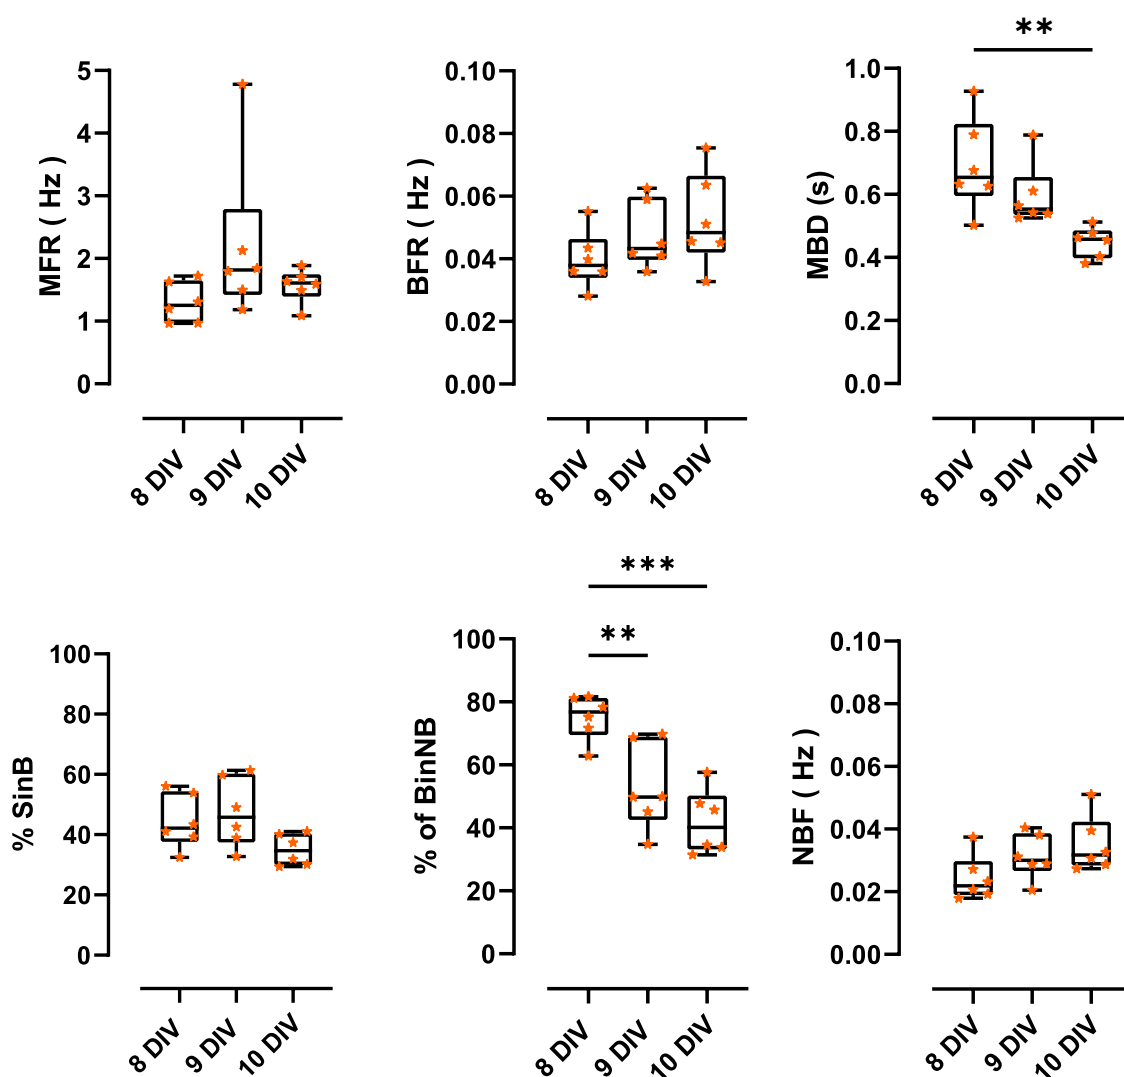 MFR ( Hz )
5
4
3
2
1
0
8 DIV
9 DIV
10 DIV
BFR ( Hz )
0.10
0.08
0.06
0.04
0.02
0.00
8 DIV
9 DIV
10 DIV
**
MBD (s)
1.0
0.8
0.6
0.4
0.2
0.0
8 DIV
9 DIV
10 DIV
% SinB
100
80
60
40
20
0
8 DIV
9 DIV
10 DIV
***
**
% of BinNB
100
80
60
40
20
0
8 DIV
9 DIV
10 DIV
NBF ( Hz )
0.10
0.08
0.06
0.04
0.02
0.00
8 DIV
9 DIV
10 DIV